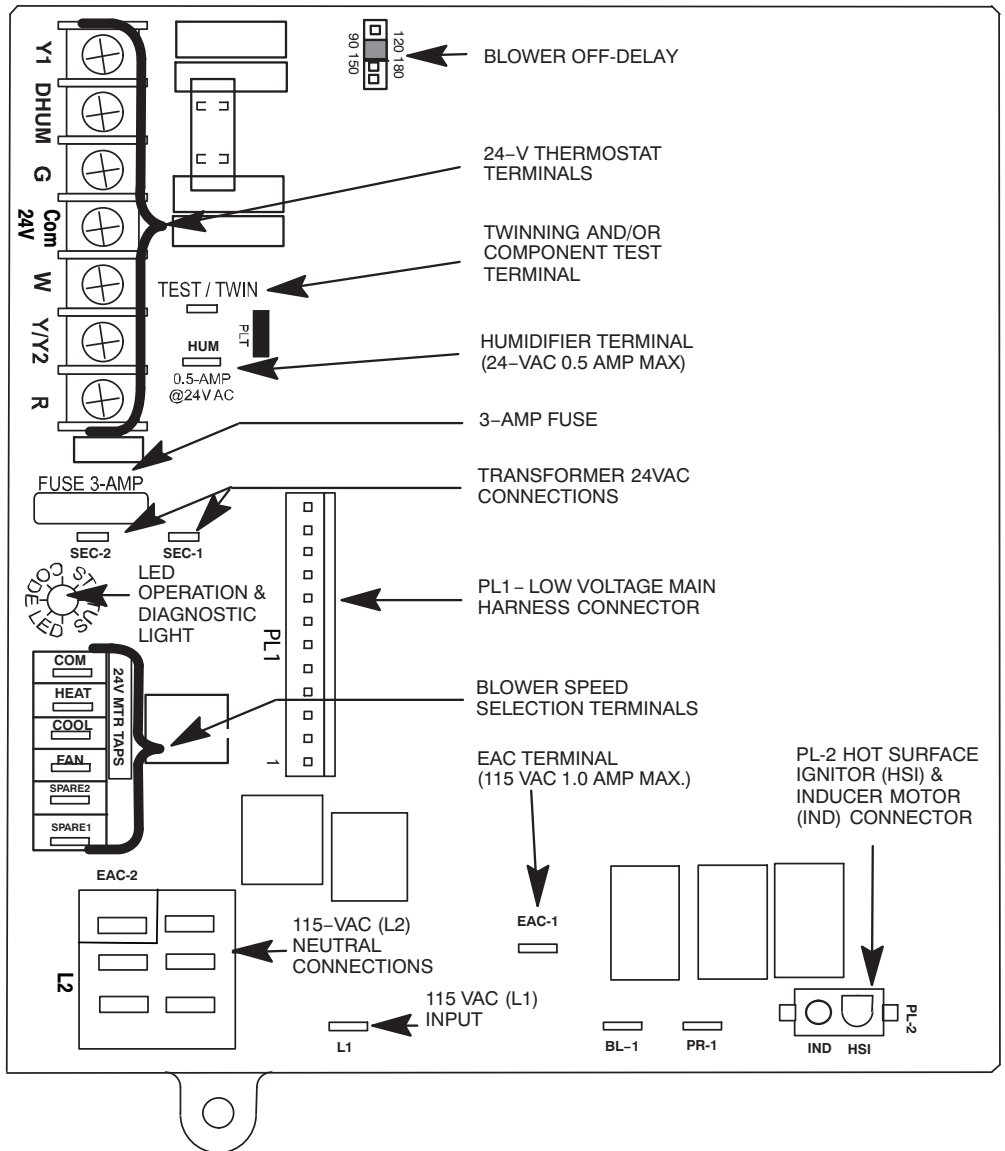 Y1
DHUM
G
Com
24V
W
Y/Y2
R
120 180
90 150
BLOWER OFF-DELAY
24-V THERMOSTAT
TERMINALS
TWINNING AND/OR
COMPONENT TEST
TERMINAL
TEST / TWIN
PLT
HUM
0.5-AMP
@24VAC
HUMIDIFIER TERMINAL
(24-VAC 0.5 AMP MAX)
3-AMP FUSE
FUSE 3-AMP
TRANSFORMER 24VAC
CONNECTIONS
SEC-2
SEC-1
STATUS
CODE LED
LED
OPERATION &
DIAGNOSTIC
LIGHT
PL1
1
PL1 - LOW VOLTAGE MAIN
HARNESS CONNECTOR
COM
HEAT
COOL
FAN
SPARE2
SPARE1
24V MTR TAPS
BLOWER SPEED
SELECTION TERMINALS
EAC TERMINAL
(115 VAC 1.0 AMP MAX.)
PL-2 HOT SURFACE
IGNITOR (HSI) &
INDUCER MOTOR
(IND) CONNECTOR
EAC-2
L2
115-VAC (L2)
NEUTRAL
CONNECTIONS
EAC-1
115 VAC (L1)
INPUT
L1
BL-1
PR-1
IND
HSI
PL-2